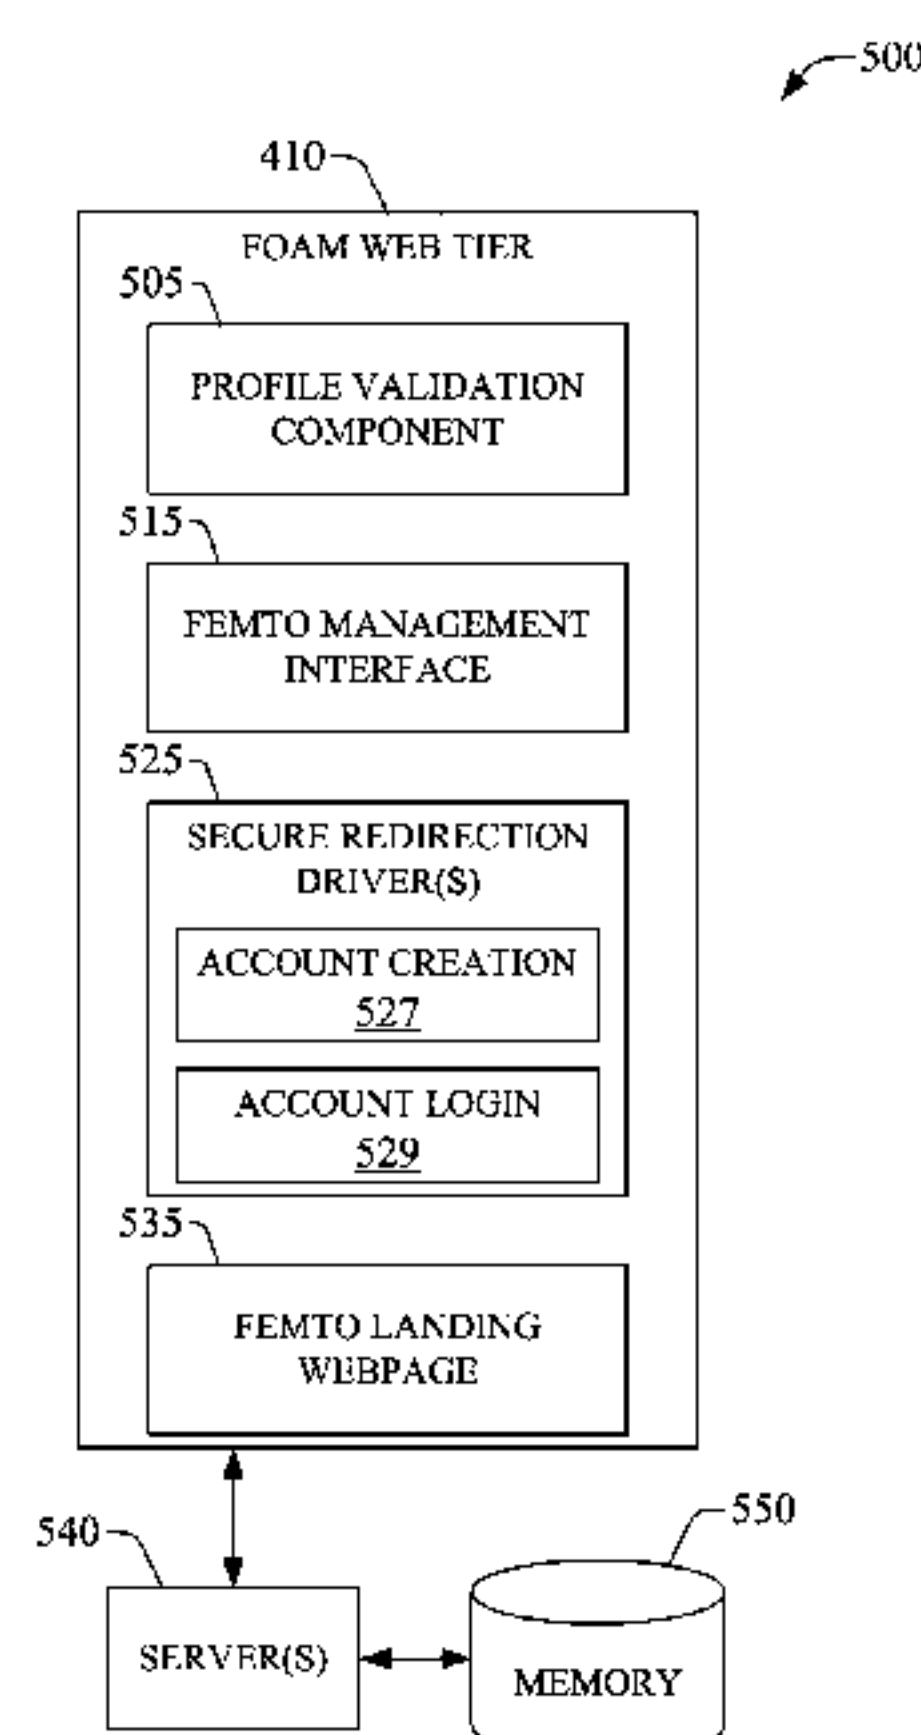 500
410
FOAM WEB TIER
505
PROFILE VALIDATION
COMPONENT
515
FEMTO MANAGEMENT
INTERFACE
525
SECURE REDIRECTION
DRIVER(S)
ACCOUNT CREATION
527
ACCOUNT LOGIN
529
535
FEMTO LANDING
WEBPAGE
540
550
SERVER(S)
MEMORY